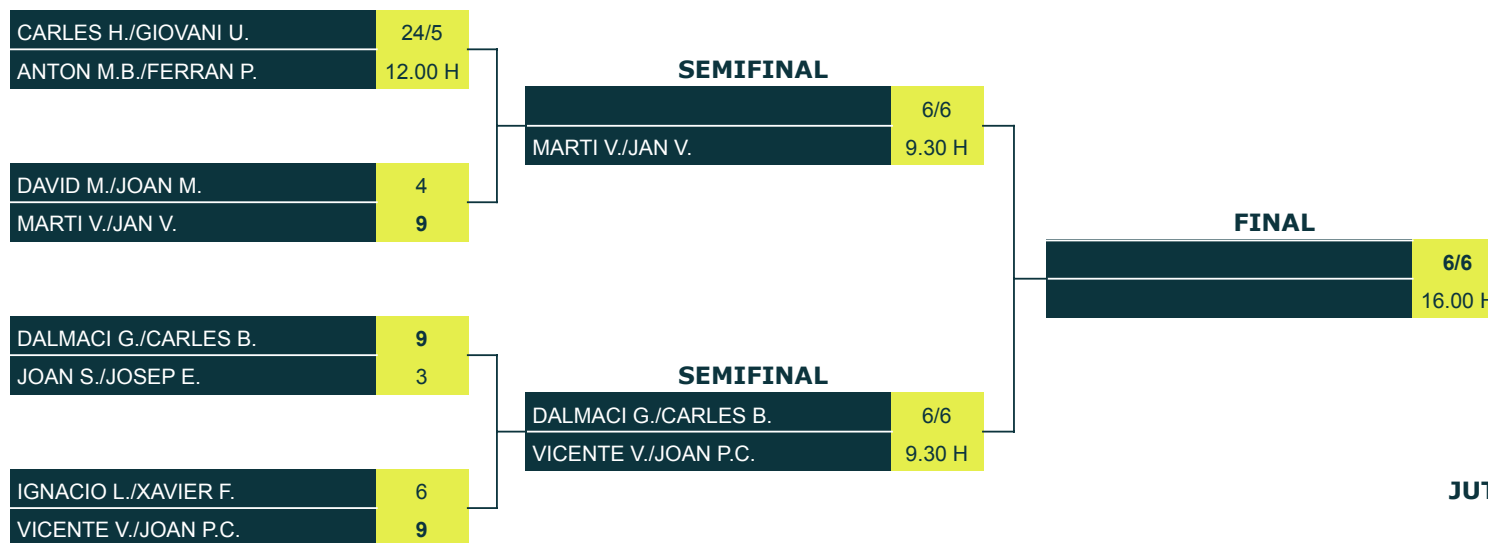 CARLES H./GIOVANI U. 24/5
ANTON M.B./FERRAN P. 12.00 H
DAVID M./JOAN M. 4
MARTI V./JAN V. 9
DALMACI G./CARLES B. 9
JOAN S./JOSEP E. 3
IGNACIO L./XAVIER F. 6
VICENTE V./JOAN P.C. 9
SEMIFINAL
6/6
MARTI V./JAN V. 9.30 H
SEMIFINAL
DALMACI G./CARLES B. 6/6
VICENTE V./JOAN P.C. 9.30 H
FINAL
6/6
16.00 H